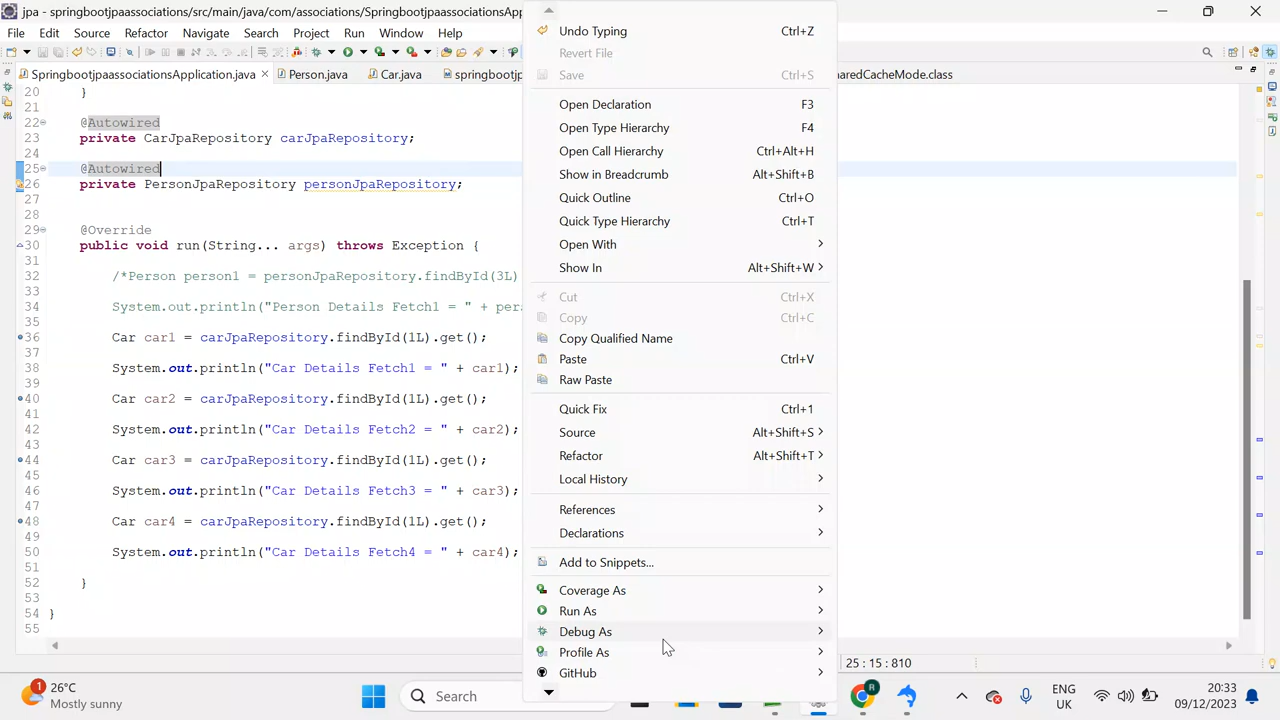 jpa - springbootjpaassociations/src/main/java/com/associations/SpringbootjpaassociationsApp
File Edit Source Refactor Navigate Search Project Run Window Help
SpringbootjpaassociationsApplication.java Person.java Car.java springbootjp aredCacheMode.class
20 }
21
22 @Autowired
23 private CarJpaRepository carJpaRepository;
24
25 @Autowired
26 private PersonJpaRepository personJpaRepository;
27
28
29 @Override
30 public void run(String... args) throws Exception {
31
32 /*Person person1 = personJpaRepository.findById(3L)
33
34 System.out.println("Person Details Fetch1 = " + pers
35
36 Car car1 = carJpaRepository.findById(1L).get();
37
38 System.out.println("Car Details Fetch1 = " + car1);
39
40 Car car2 = carJpaRepository.findById(1L).get();
41
42 System.out.println("Car Details Fetch2 = " + car2);
43
44 Car car3 = carJpaRepository.findById(1L).get();
45
46 System.out.println("Car Details Fetch3 = " + car3);
47
48 Car car4 = carJpaRepository.findById(1L).get();
49
50 System.out.println("Car Details Fetch4 = " + car4);
51
52 }
53
54 }
55
Undo Typing Ctrl+Z
Revert File
Save Ctrl+S
Open Declaration F3
Open Type Hierarchy F4
Open Call Hierarchy Ctrl+Alt+H
Show in Breadcrumb Alt+Shift+B
Quick Outline Ctrl+O
Quick Type Hierarchy Ctrl+T
Open With
Show In Alt+Shift+W
Cut Ctrl+X
Copy Ctrl+C
Copy Qualified Name
Paste Ctrl+V
Raw Paste
Quick Fix Ctrl+1
Source Alt+Shift+S
Refactor Alt+Shift+T
Local History
References
Declarations
Add to Snippets...
Coverage As
Run As
Debug As
Profile As
GitHub
25 : 15 : 810
1
26°C
Mostly sunny
Search
R
ENG
UK
20:33
09/12/2023